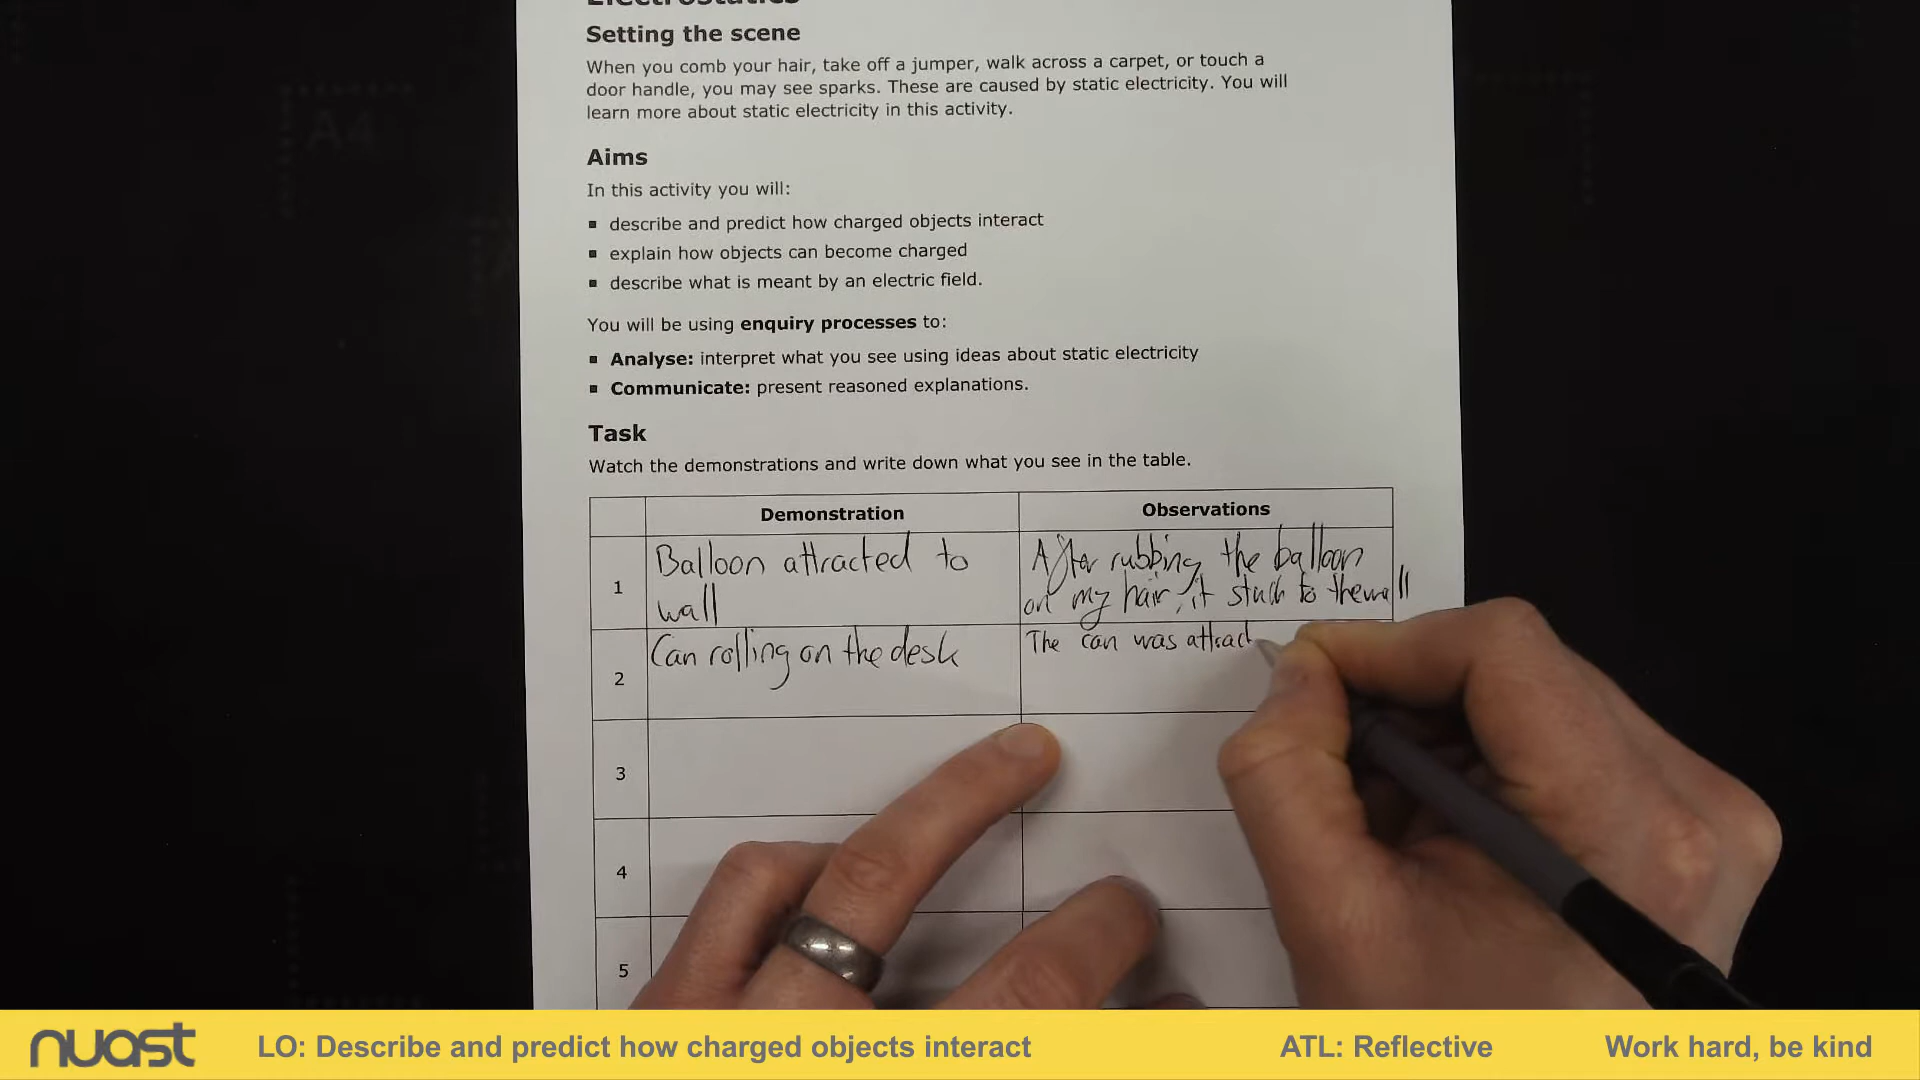 Electrostatics
Setting the scene
When you comb your hair, take off a jumper, walk across a carpet, or touch a
door handle, you may see sparks. These are caused by static electricity. You will
learn more about static electricity in this activity.
Aims
In this activity you will:
▪ describe and predict how charged objects interact
▪ explain how objects can become charged
▪ describe what is meant by an electric field.
You will be using enquiry processes to:
▪ Analyse: interpret what you see using ideas about static electricity
▪ Communicate: present reasoned explanations.
Task
Watch the demonstrations and write down what you see in the table.
Demonstration
Observations
1
Balloon attracted to
wall
After rubbing the balloon
on my hair, it stuck to the wall
2
Can rolling on the desk
The can was attract
3
4
5
A4
nuast
LO: Describe and predict how charged objects interact
ATL: Reflective
Work hard, be kind